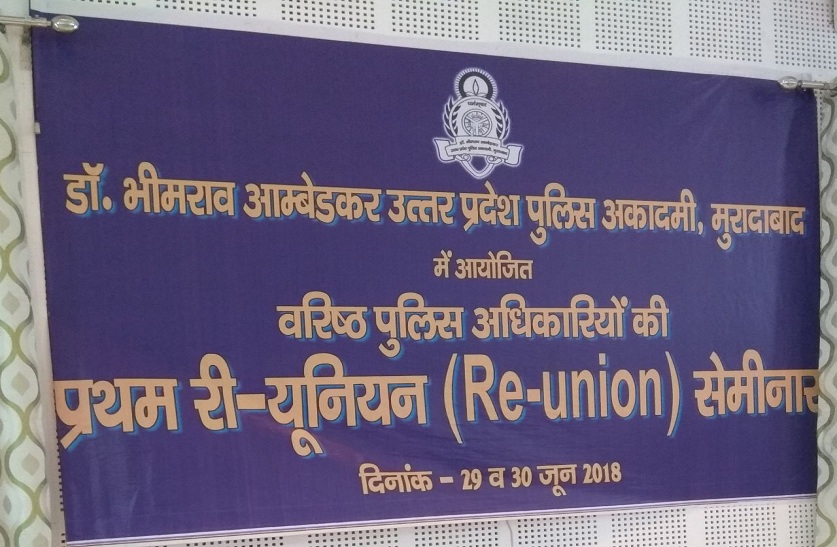 डॉ. भीमराव आम्बेडकर उत्तर प्रदेश पुलिस अकादमी, मुरादाबाद
में आयोजित
वरिष्ठ पुलिस अधिकारियों की
प्रथम री-यूनियन (Re-union) सेमीनार
दिनांक - 29 व 30 जून 2018